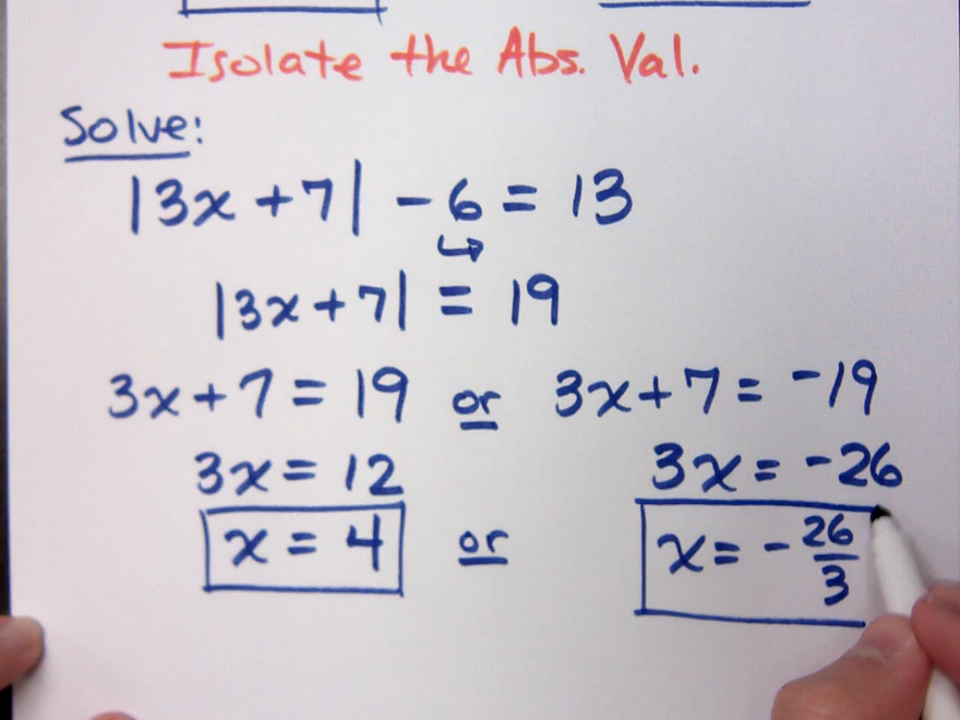 Isolate the Abs. Val.
Solve:
|3x + 7| - 6 = 13
|3x + 7| = 19
3x + 7 = 19 or 3x + 7 = -19
3x = 12 3x = -26
x = 4 or x = - 26/3